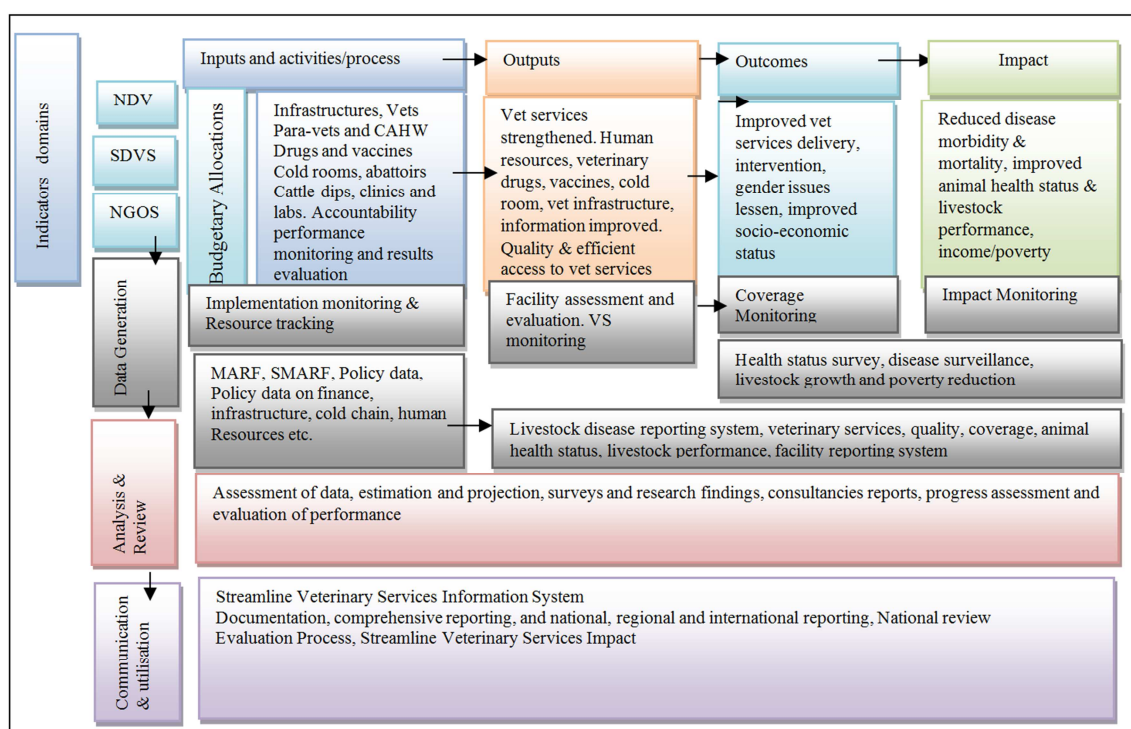 Indicators domains
NDV
SDVS
NGOS
Inputs and activities/process
Outputs
Outcomes
Impact
Budgetary Allocations
Infrastructures, Vets
Para-vets and CAHW
Drugs and vaccines
Cold rooms, abattoirs
Cattle dips, clinics and
labs. Accountability
performance
monitoring and results
evaluation
Vet services
strengthened. Human
resources, veterinary
drugs, vaccines, cold
room, vet infrastructure,
information improved.
Quality & efficient
access to vet services
Improved vet
services delivery,
intervention,
gender issues
lessen, improved
socio-economic
status
Reduced disease
morbidity &
mortality, improved
animal health status &
livestock
performance,
income/poverty
Data Generation
Implementation monitoring &
Resource tracking
Facility assessment and
evaluation. VS
monitoring
Coverage
Monitoring
Impact Monitoring
Health status survey, disease surveillance,
livestock growth and poverty reduction
MARF, SMARF, Policy data,
Policy data on finance,
infrastructure, cold chain, human
Resources etc.
Livestock disease reporting system, veterinary services, quality, coverage, animal
health status, livestock performance, facility reporting system
Analysis &
Review
Assessment of data, estimation and projection, surveys and research findings, consultancies reports, progress assessment and
evaluation of performance
Communication
& utilisation
Streamline Veterinary Services Information System
Documentation, comprehensive reporting, and national, regional and international reporting, National review
Evaluation Process, Streamline Veterinary Services Impact